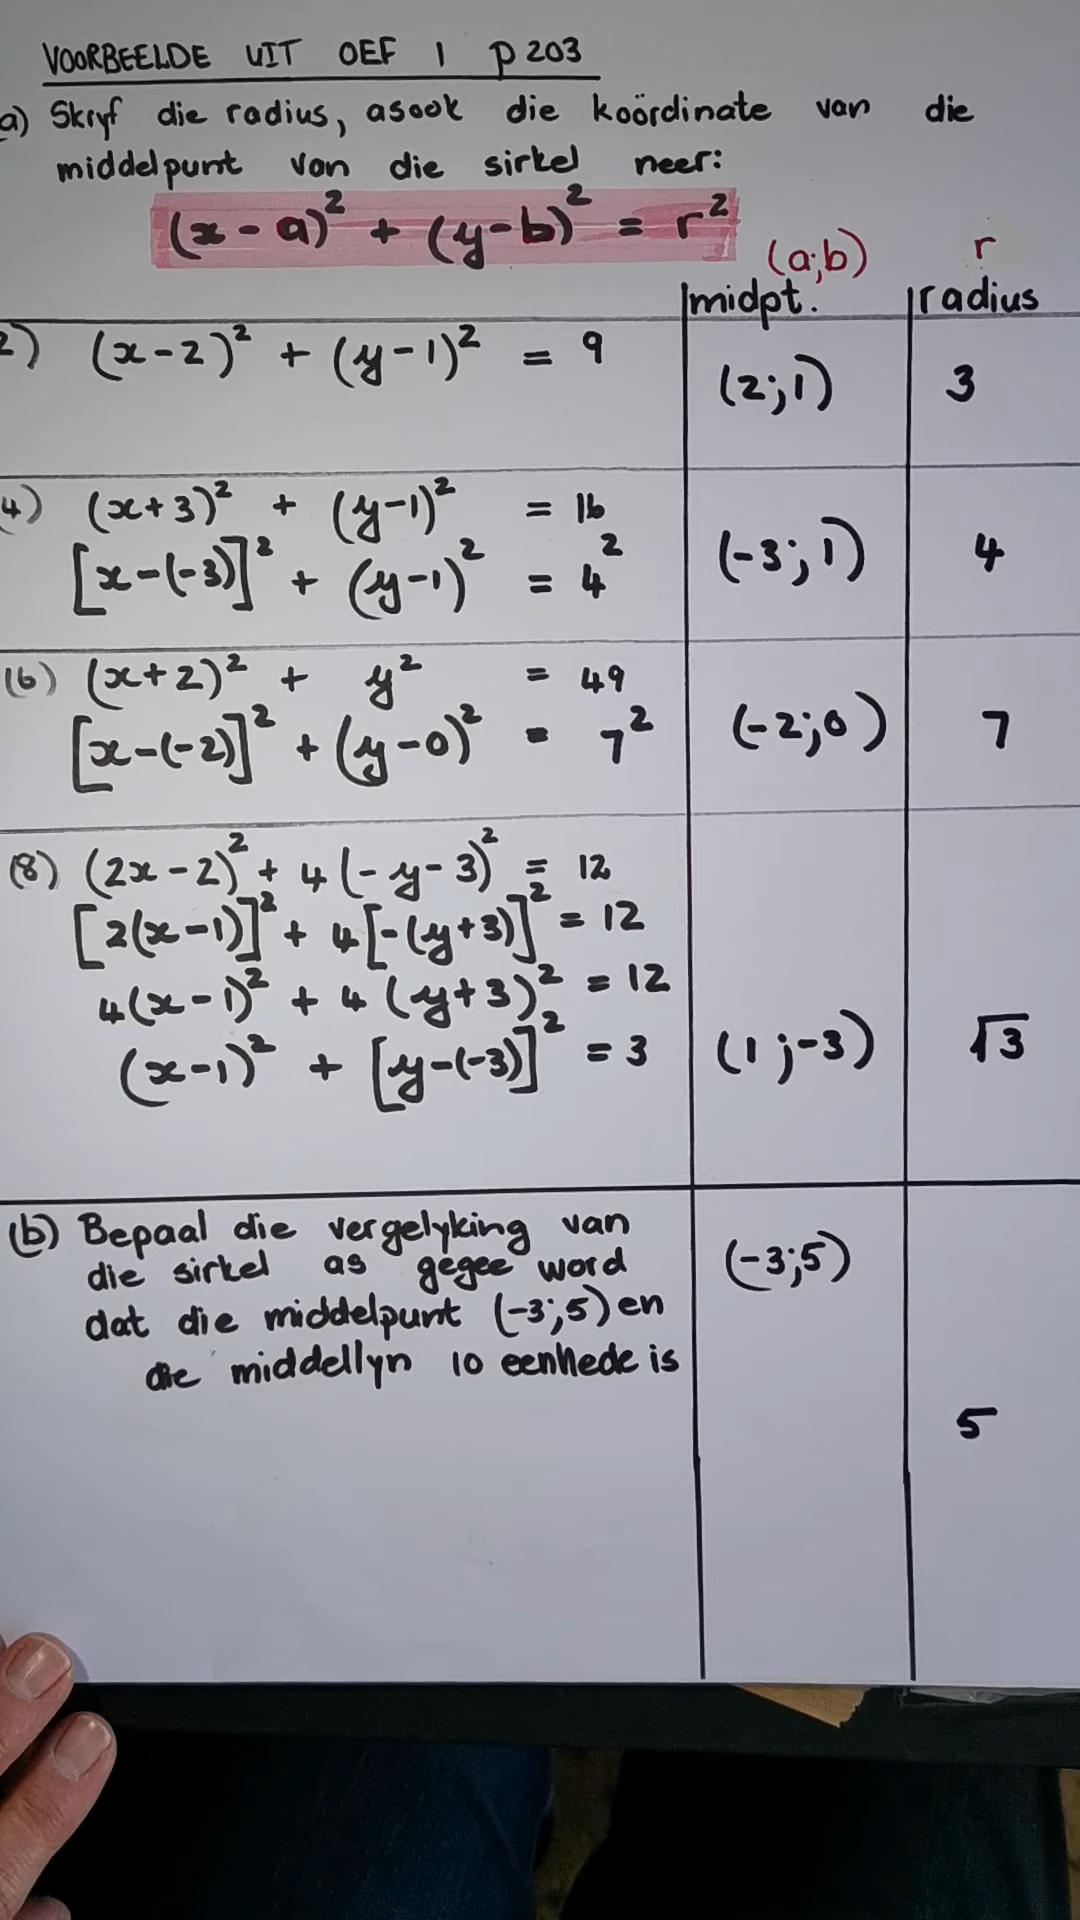 VOORBEELDE UIT OEF 1 p 203
(a) Skryf die radius, asook die koördinate van die
middelpunt van die sirkel neer:
(x - a)² + (y - b)² = r²
(a;b) r
midpt. radius
2) (x - 2)² + (y - 1)² = 9 (2;1) 3
4) (x + 3)² + (y - 1)² = 16
[x - (-3)]² + (y - 1)² = 4² (-3;1) 4
(6) (x + 2)² + y² = 49
[x - (-2)]² + (y - 0)² = 7² (-2;0) 7
(8) (2x - 2)² + 4(-y - 3)² = 12
[2(x - 1)]² + 4[-(y + 3)]² = 12
4(x - 1)² + 4(y + 3)² = 12
(x - 1)² + [y - (-3)]² = 3 (1;-3) √3
(b) Bepaal die vergelyking van
die sirkel as gegee word (-3;5)
dat die middelpunt (-3;5) en
die middellyn 10 eenhede is
5